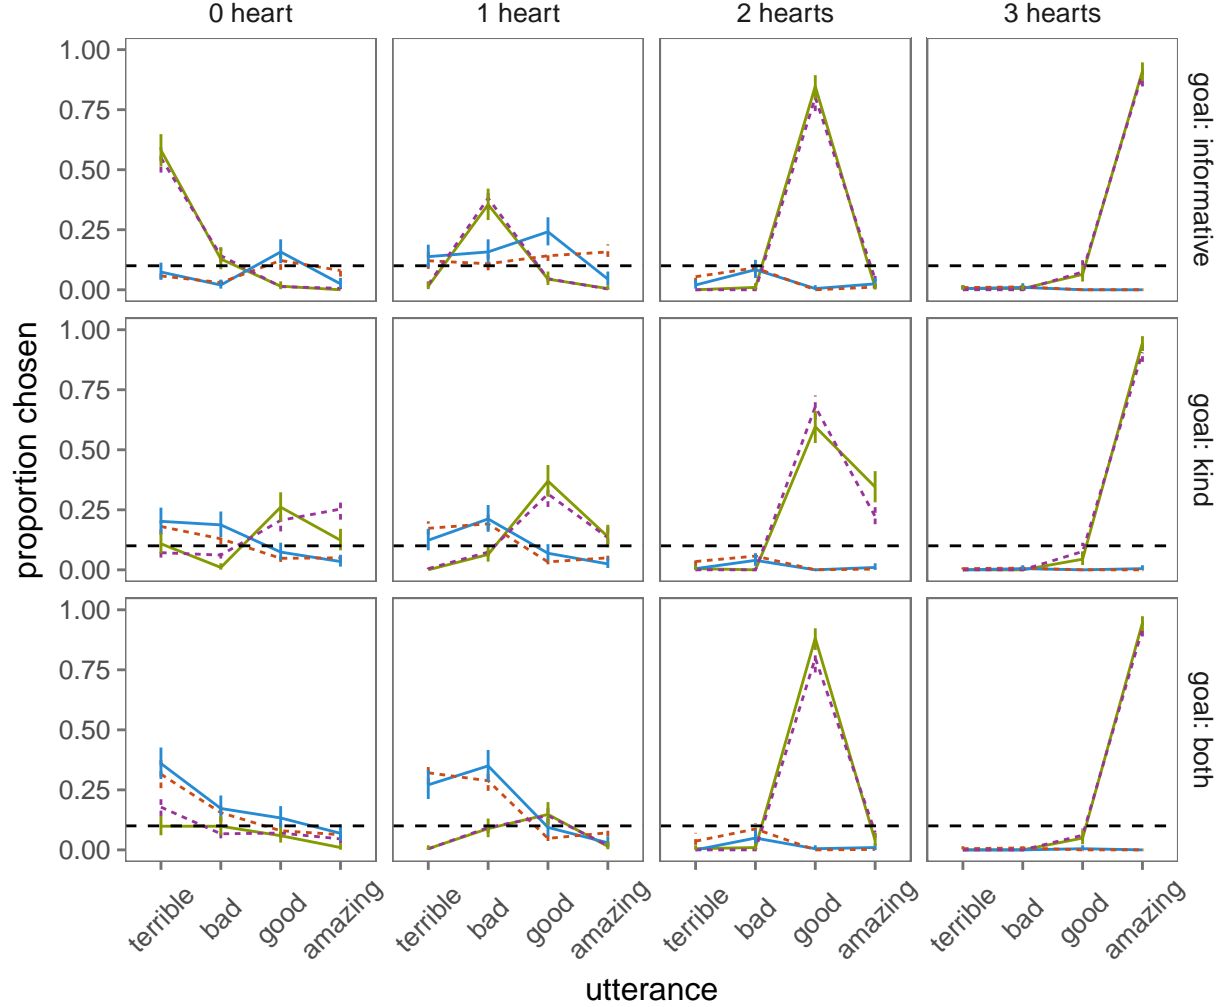 0 heart 1 heart 2 hearts 3 hearts
1.00
0.75
0.50
0.25
0.00
goal: informative
1.00
0.75
0.50
0.25
0.00
goal: kind
proportion chosen
1.00
0.75
0.50
0.25
0.00
goal: both
terrible bad good amazing terrible bad good amazing terrible bad good amazing terrible bad good amazing
utterance